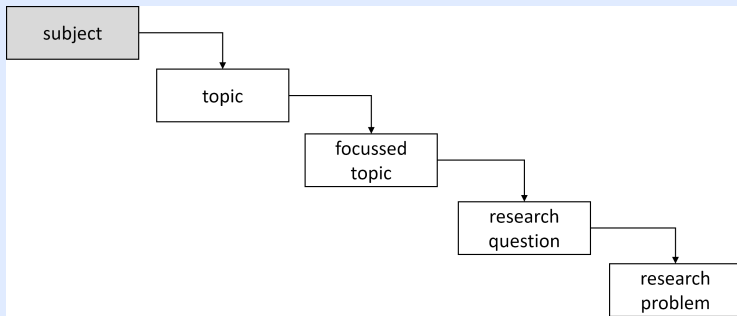 subject
topic
focussed
topic
research
question
research
problem